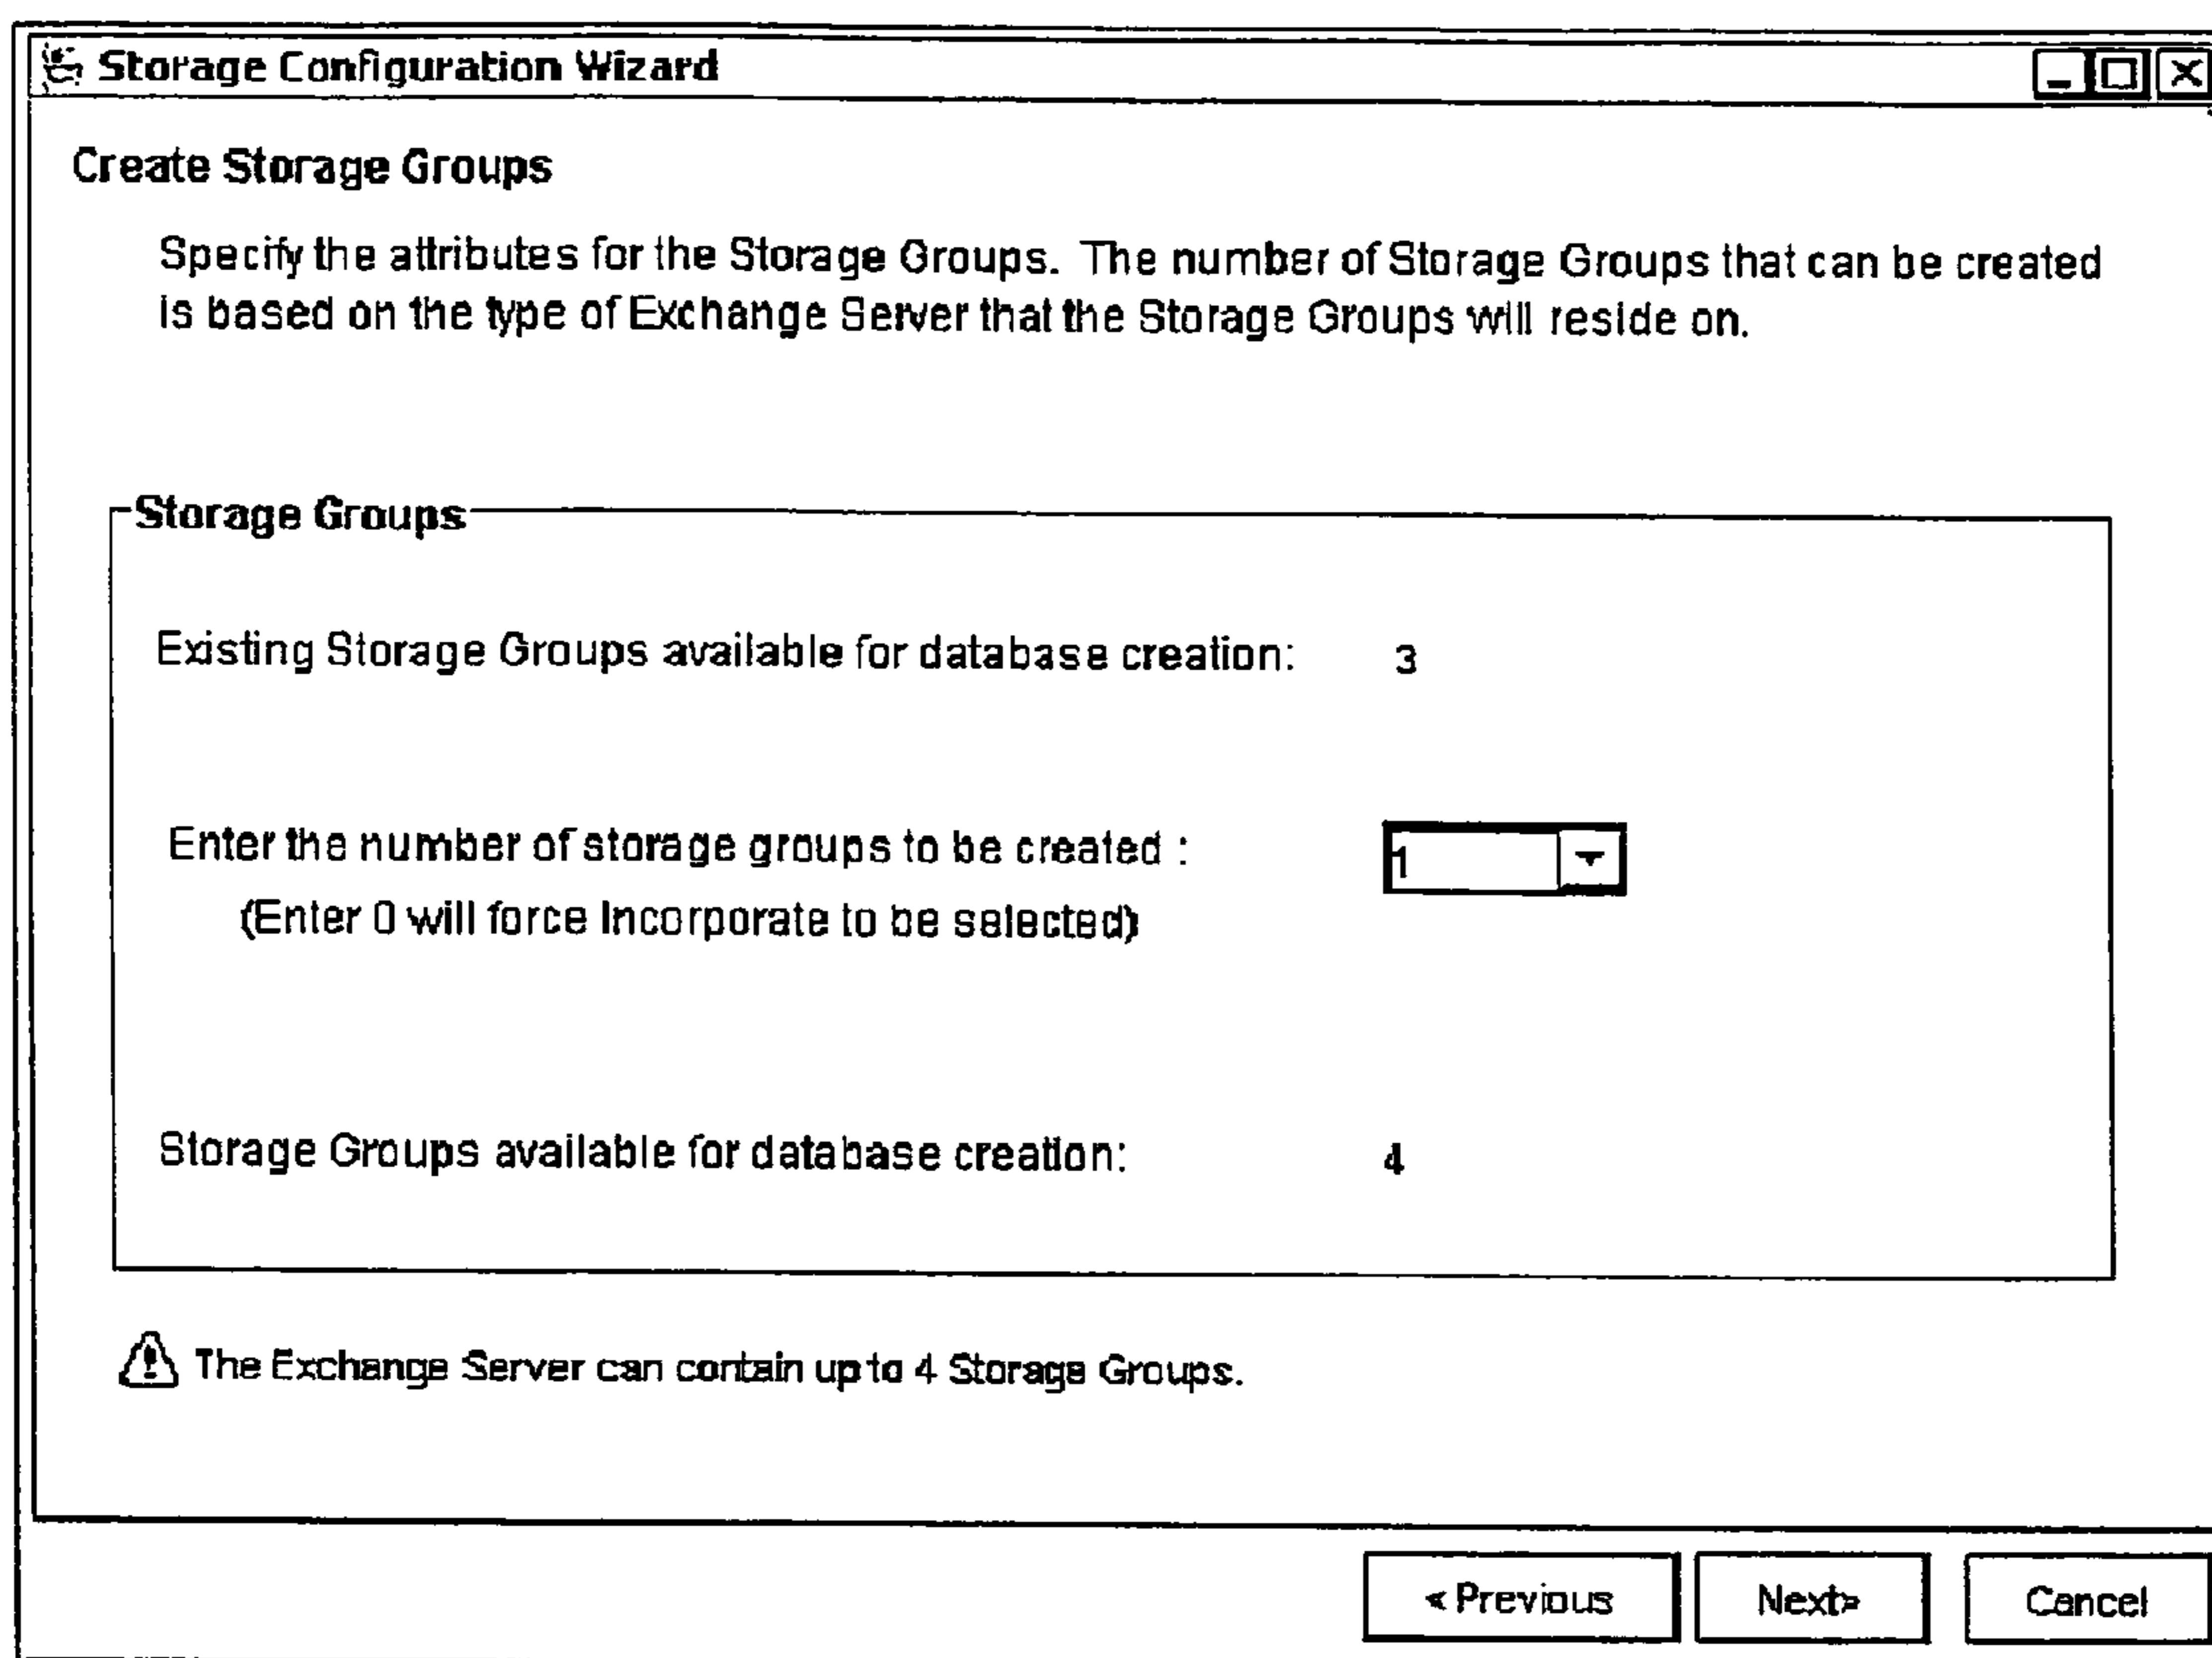 Storage Configuration Wizard
Create Storage Groups
Specify the attributes for the Storage Groups. The number of Storage Groups that can be created
is based on the type of Exchange Server that the Storage Groups will reside on.
Storage Groups
Existing Storage Groups available for database creation: 3
Enter the number of storage groups to be created : 1
(Enter 0 will force Incorporate to be selected)
Storage Groups available for database creation: 4
The Exchange Server can contain up to 4 Storage Groups.
< Previous Next> Cancel